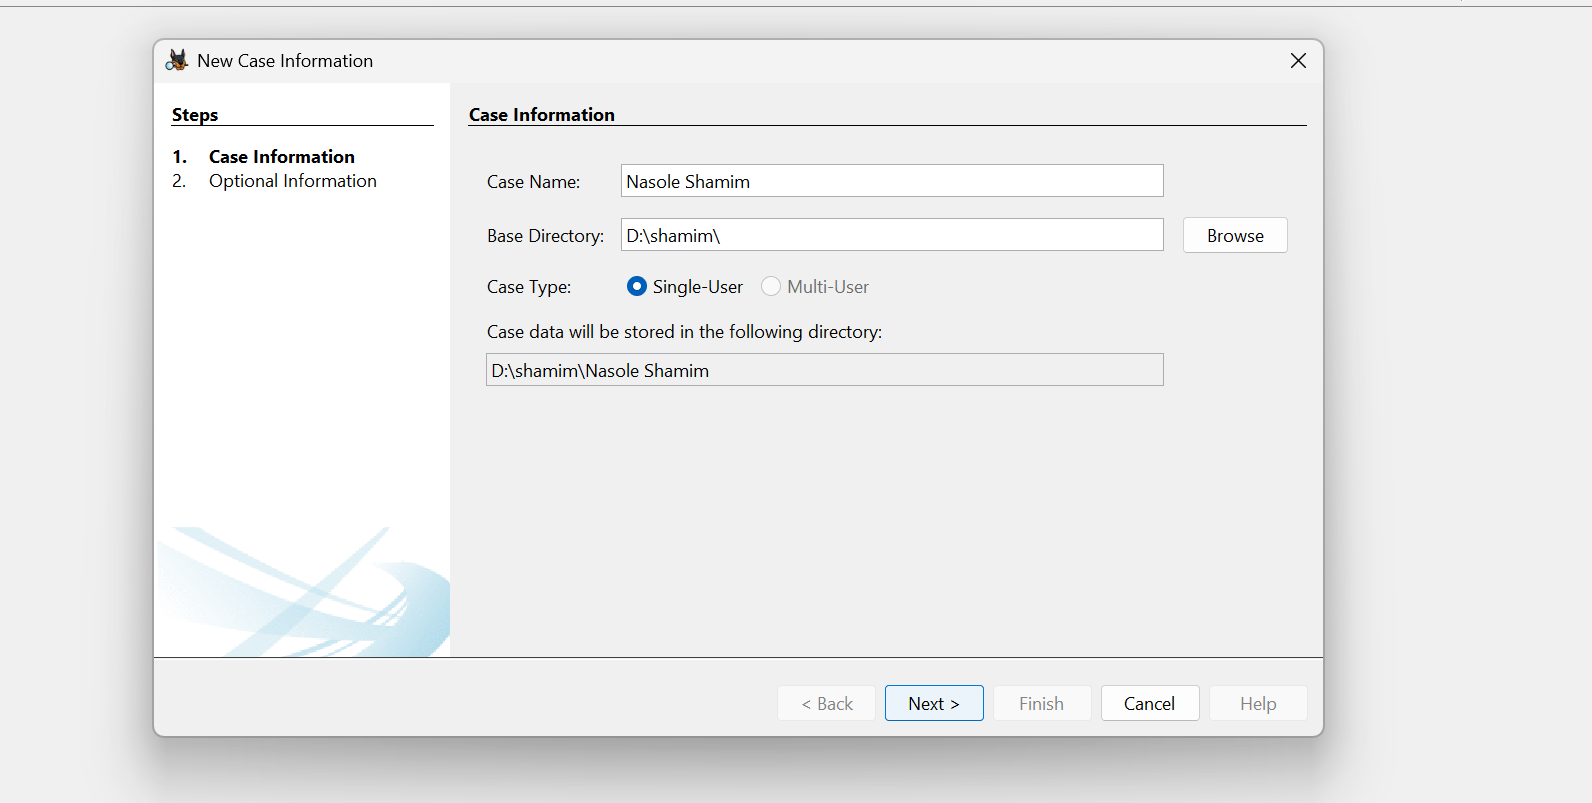 New Case Information
Steps
1. Case Information
2. Optional Information
Case Information
Case Name: Nasole Shamim
Base Directory: D:\shamim\ Browse
Case Type: Single-User Multi-User
Case data will be stored in the following directory:
D:\shamim\Nasole Shamim
< Back Next > Finish Cancel Help